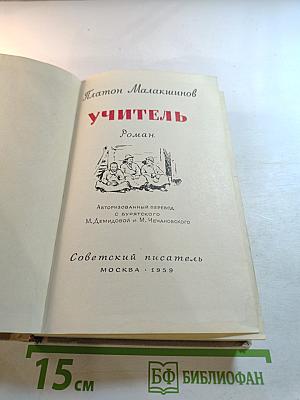 Платон Малакшинов
УЧИТЕЛЬ
Роман
Авторизованный перевод
с бурятского
М. Демидовой и М. Чечановского
Советский писатель
МОСКВА · 1959
15 см
БФ БИБЛИОФАН